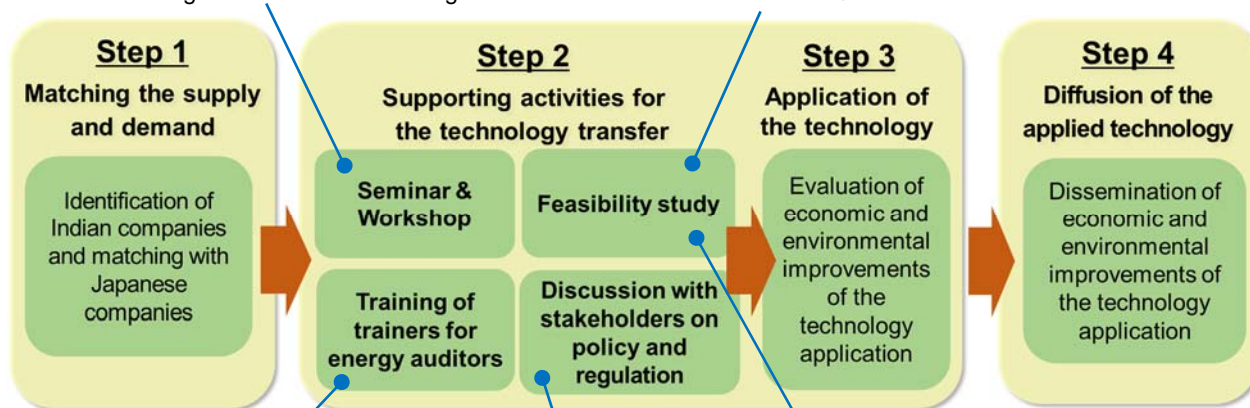 Step 1
Matching the supply
and demand
Identification of
Indian companies
and matching with
Japanese
companies
Step 2
Supporting activities for
the technology transfer
Seminar &
Workshop
Feasibility study
Training of
trainers for
energy auditors
Discussion with
stakeholders on
policy and
regulation
Step 3
Application of
the technology
Evaluation of
economic and
environmental
improvements
of the
technology
application
Step 4
Diffusion of the
applied technology
Dissemination of
economic and
environmental
improvements of
the technology
application